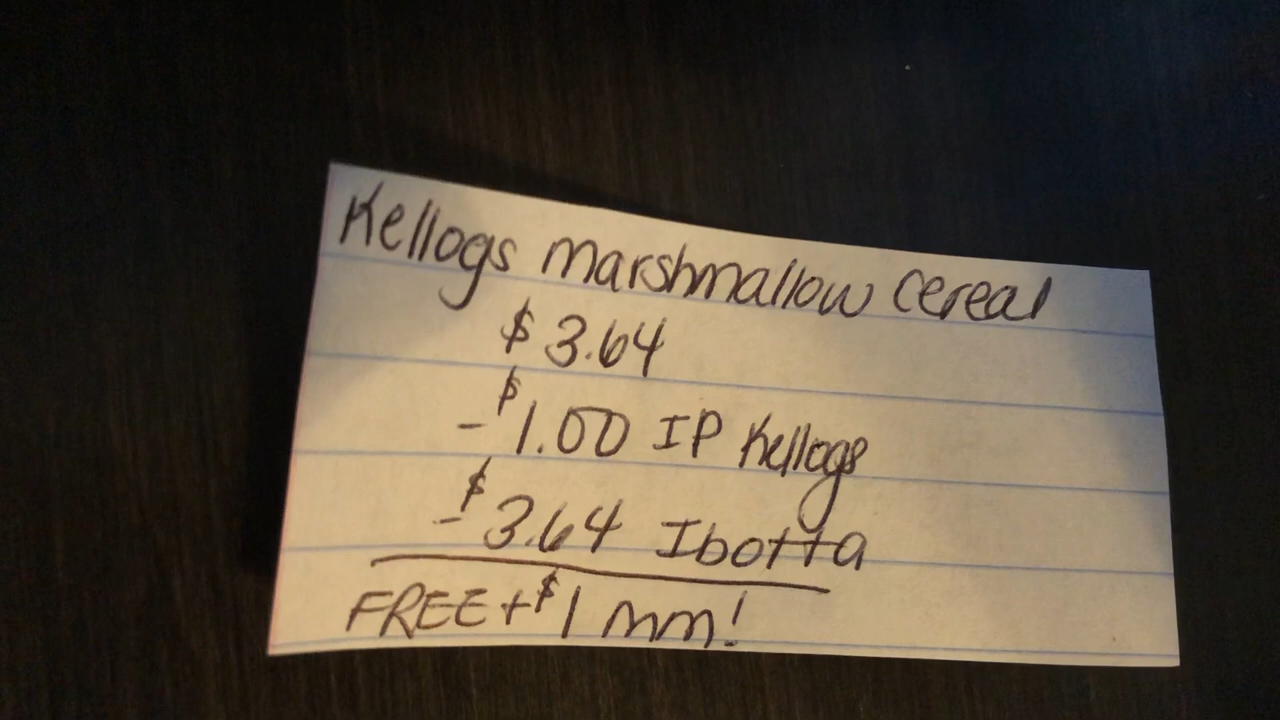 Kellogs marshmallow cereal
$3.64
-$1.00 IP Kellogs
-$3.64 Ibotta
FREE + $1 mm!